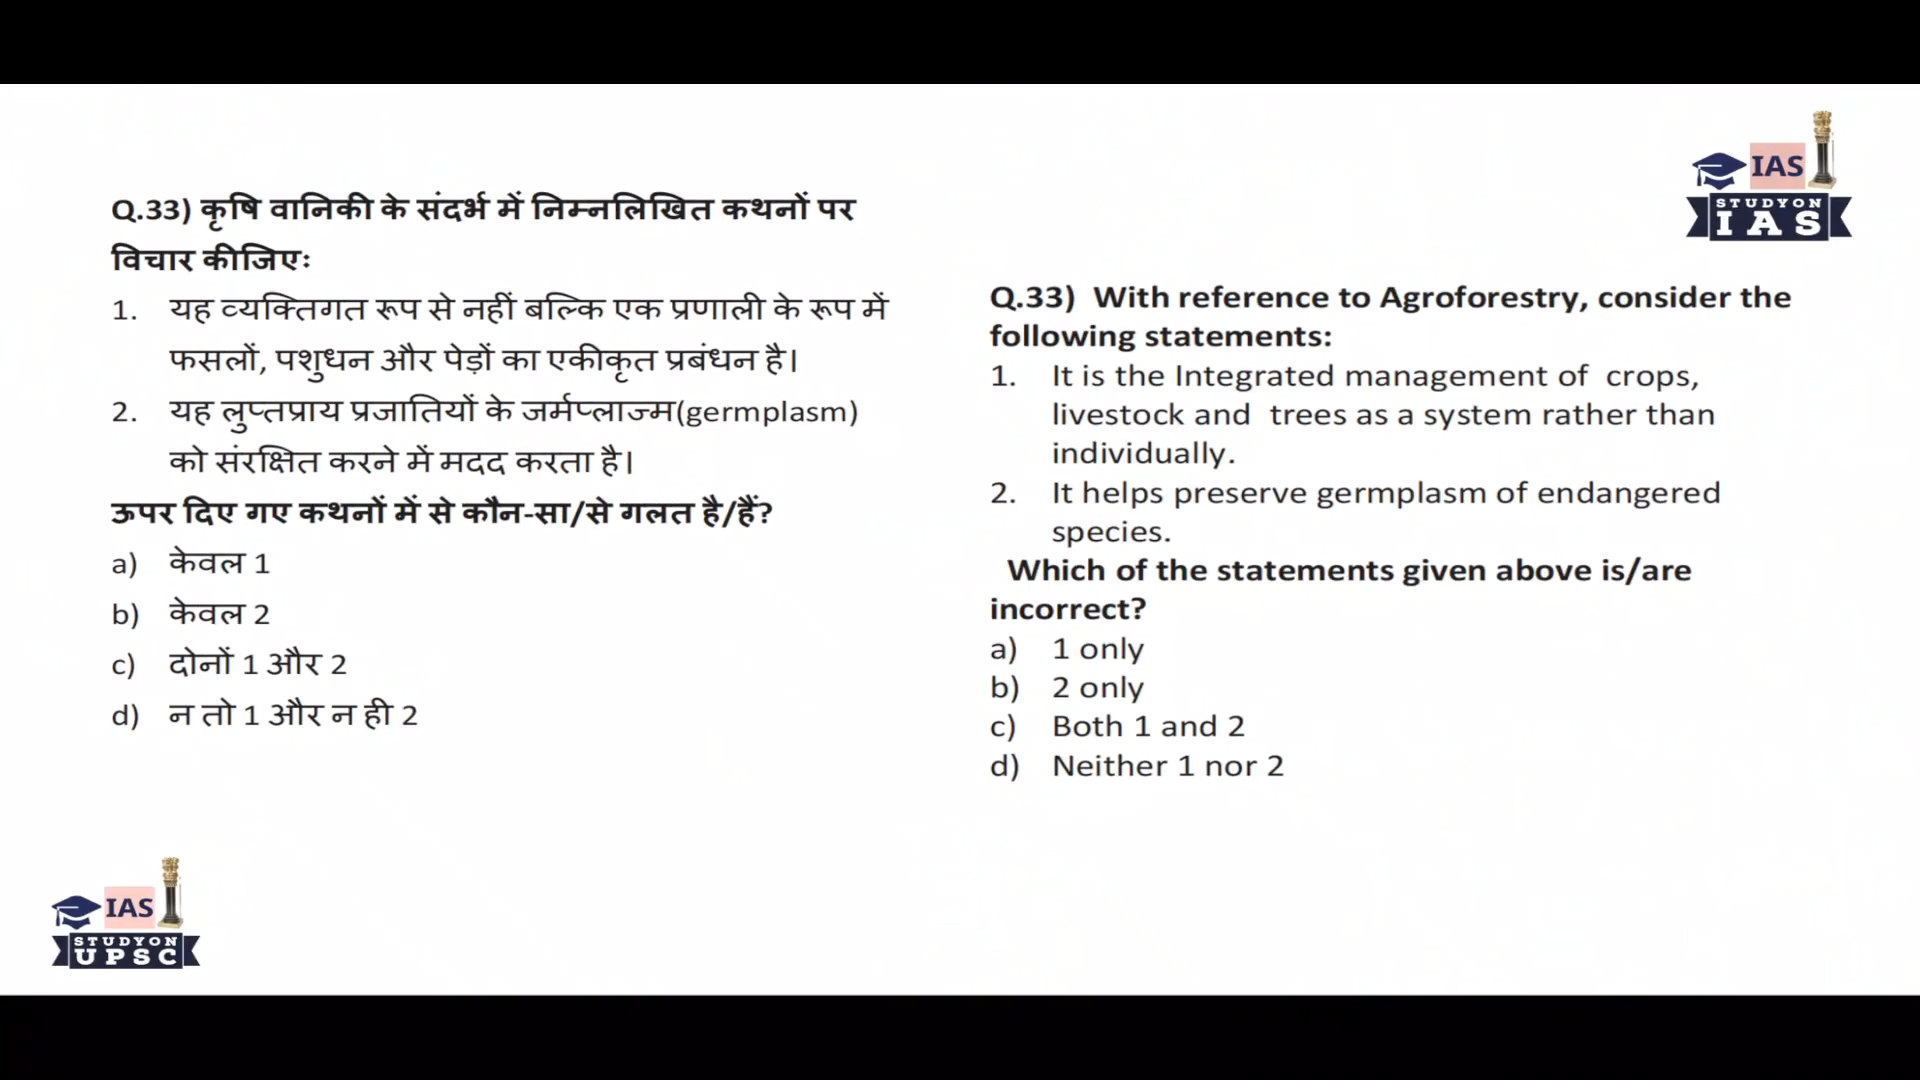 Q.33) कृषि वानिकी के संदर्भ में निम्नलिखित कथनों पर
विचार कीजिएः
1. यह व्यक्तिगत रूप से नहीं बल्कि एक प्रणाली के रूप में
फसलों, पशुधन और पेड़ों का एकीकृत प्रबंधन है।
2. यह लुप्तप्राय प्रजातियों के जर्मप्लाज्म(germplasm)
को संरक्षित करने में मदद करता है।
ऊपर दिए गए कथनों में से कौन-सा/से गलत है/हैं?
a) केवल 1
b) केवल 2
c) दोनों 1 और 2
d) न तो 1 और न ही 2
IAS
STUDYON
IAS
Q.33) With reference to Agroforestry, consider the
following statements:
1. It is the Integrated management of crops,
livestock and trees as a system rather than
individually.
2. It helps preserve germplasm of endangered
species.
Which of the statements given above is/are
incorrect?
a) 1 only
b) 2 only
c) Both 1 and 2
d) Neither 1 nor 2
IAS
STUDYON
UPSC